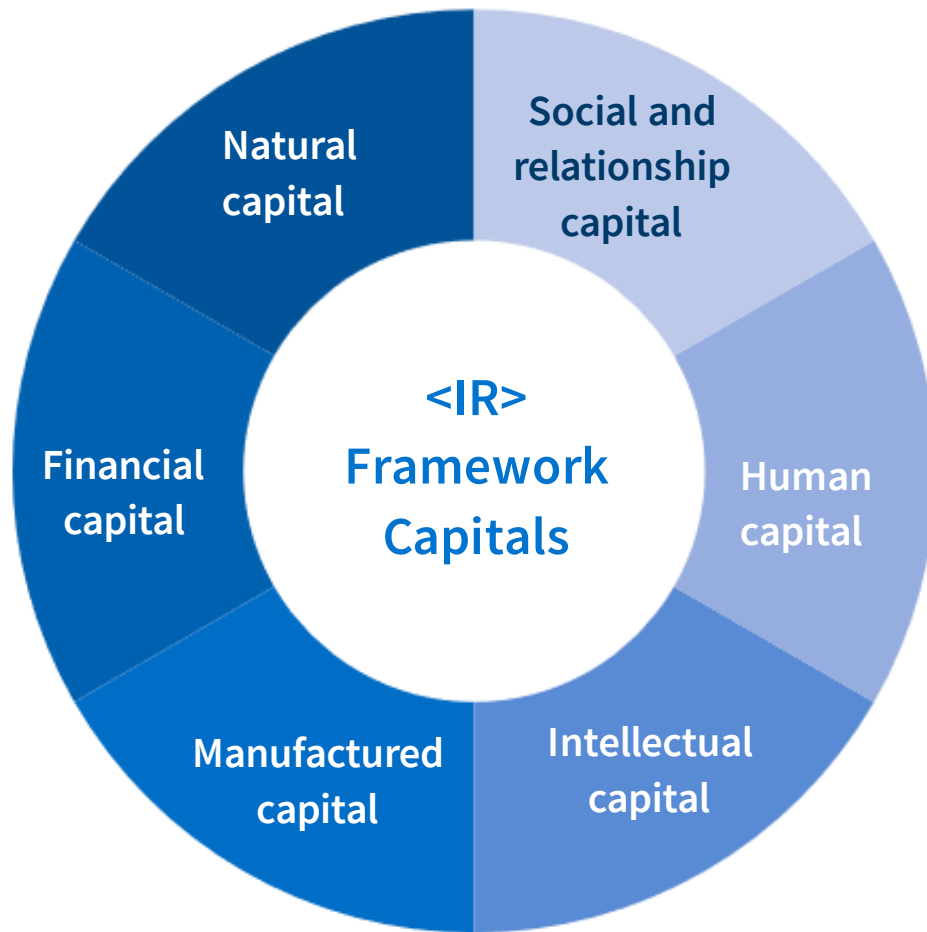 Natural
capital
Social and
relationship
capital
<IR>
Framework
Capitals
Financial
capital
Human
capital
Manufactured
capital
Intellectual
capital